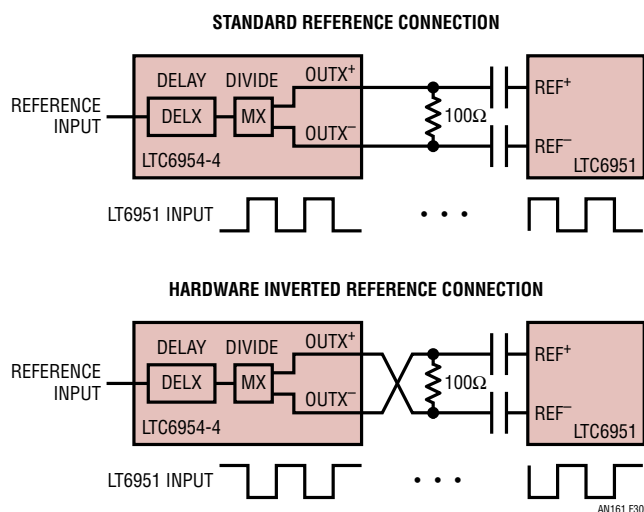 STANDARD REFERENCE CONNECTION
DELAY DIVIDE OUTX+
REFERENCE INPUT
DELX MX
OUTX–
LTC6954-4
100Ω
REF+
REF–
LTC6951
LT6951 INPUT
• • •
HARDWARE INVERTED REFERENCE CONNECTION
DELAY DIVIDE OUTX+
REFERENCE INPUT
DELX MX
OUTX–
LTC6954-4
100Ω
REF+
REF–
LTC6951
LT6951 INPUT
• • •
AN161 F30